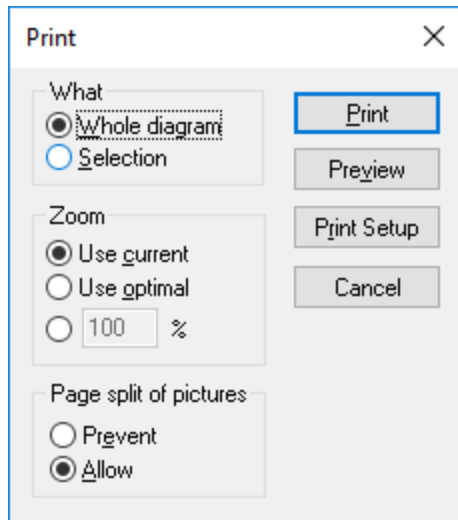 Print
What
Whole diagram
Selection
Zoom
Use current
Use optimal
100 %
Page split of pictures
Prevent
Allow
Print
Preview
Print Setup
Cancel